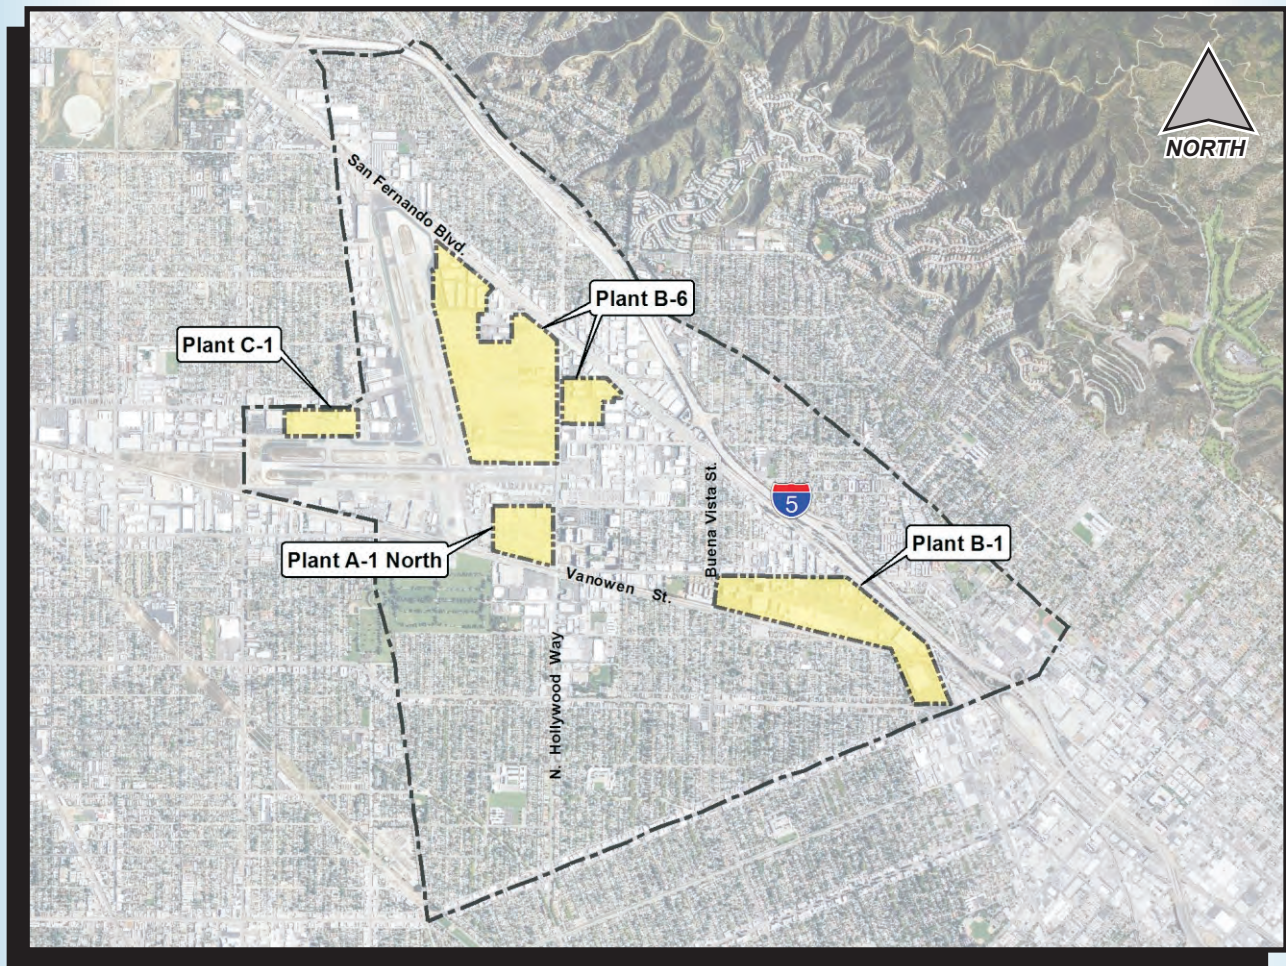 NORTH
San Fernando Blvd.
Plant B-6
Plant C-1
Buena Vista St.
5
Plant B-1
Plant A-1 North
Vanowen St.
N. Hollywood Way